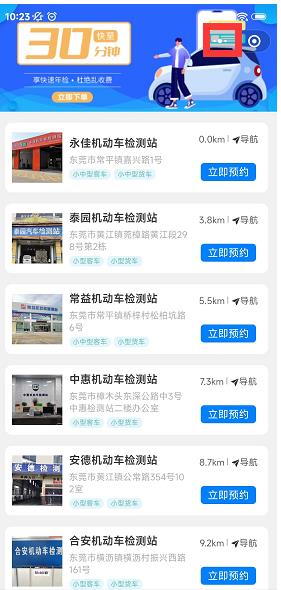 10:23
30
快至
分钟
享快速年检·杜绝乱收费
立即下单
永佳机动车检测站
0.0km
导航
东莞市常平镇嘉兴路1号
小中型客车 小型货车
立即预约
泰园机动车检测站
3.8km
导航
东莞市黄江镇莞樟路黄江段29
8号第2栋
小中型客车 小型货车
立即预约
常益机动车检测站
5.5km
导航
东莞市常平镇桥梓村松柏坑路
6号
小中型客车 小型货车
立即预约
中惠机动车检测站
7.3km
导航
东莞市樟木头东深公路中3号
中惠检测站二楼办公室
小型客车 小型货车
立即预约
安德机动车检测站
8.7km
导航
东莞市黄江镇公常路354号10
2室
小型客车 小型货车
立即预约
安德检测
合安机动车检测站
9.2km
导航
东莞市横沥镇横沥村振兴西路
161号
小型客车 小型货车
立即预约
合安机动车检测